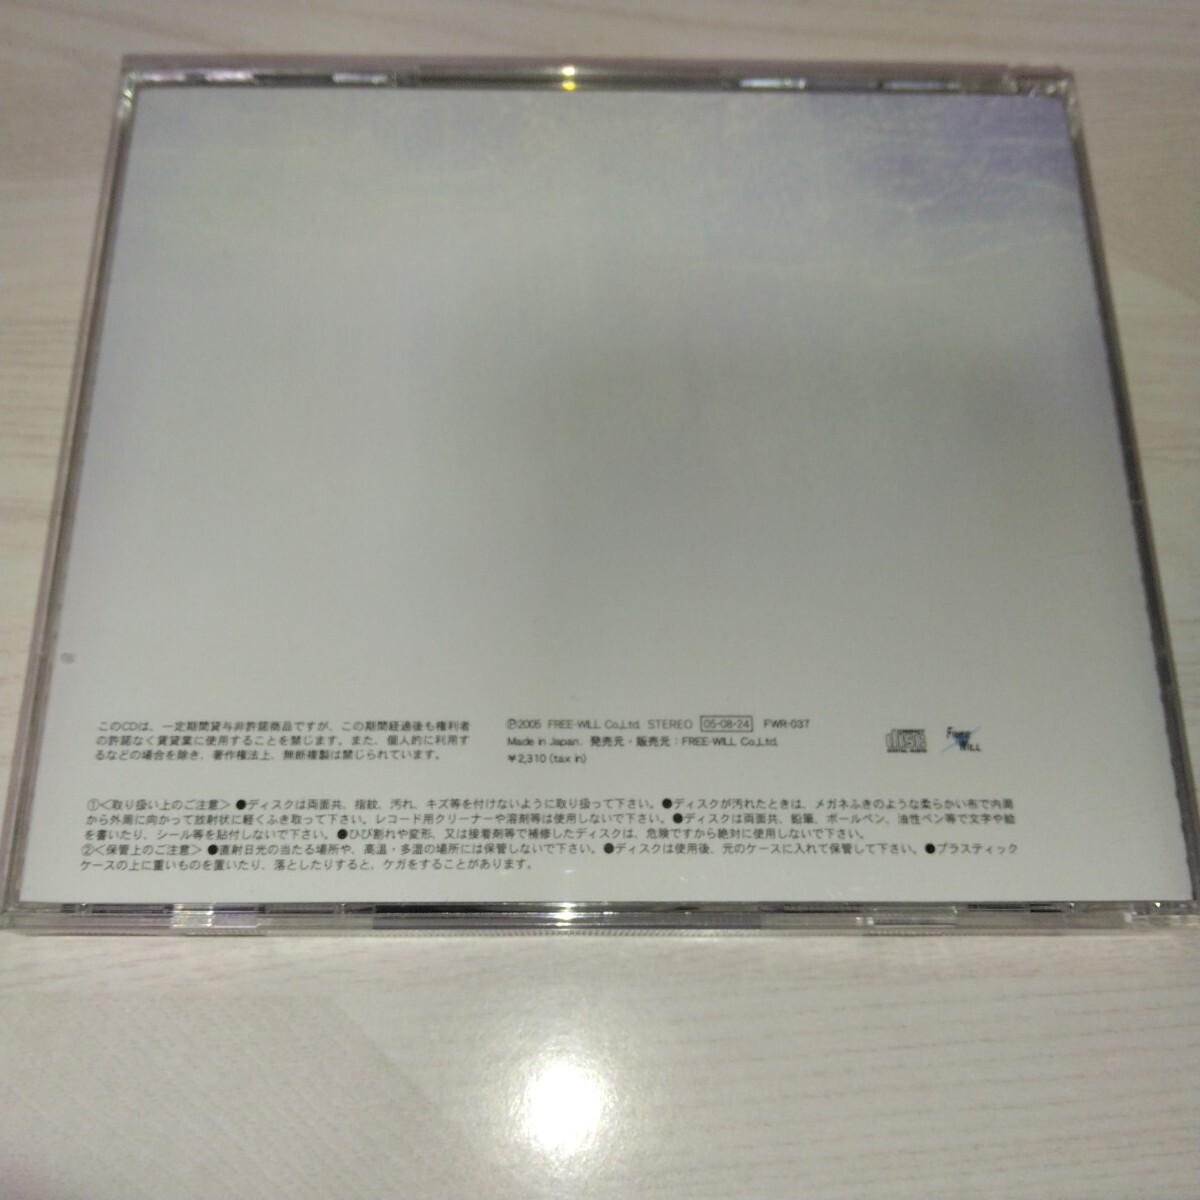 このCDは、一定期間貸与非許諾商品ですが、この期間経過後も権利者
の許諾なく賃貸業に使用することを禁じます。また、個人的に利用す
るなどの場合を除き、著作権法上、無断複製は禁じられています。
Ⓟ2005 FREE-WILL Co.,Ltd. STEREO 05-08-24 FWR-037
Made in Japan. 発売元・販売元：FREE-WILL Co.,Ltd.
￥2,310 (tax in)
COMPACT
disc
DIGITAL AUDIO
FREE
WILL
①＜取り扱い上のご注意＞ ●ディスクは両面共、指紋、汚れ、キズ等を付けないように取り扱って下さい。●ディスクが汚れたときは、メガネふきのような柔らかい布で内周
から外周に向かって放射状に軽くふき取って下さい。レコード用クリーナーや溶剤等は使用しないで下さい。●ディスクは両面共、鉛筆、ボールペン、油性ペン等で文字や絵
を書いたり、シール等を貼付しないで下さい。●ひび割れや変形、又は接着剤等で補修したディスクは、危険ですから絶対に使用しないで下さい。
②＜保管上のご注意＞ ●直射日光の当たる場所や、高温・多湿の場所には保管しないで下さい。●ディスクは使用後、元のケースに入れて保管して下さい。●プラスティック
ケースの上に重いものを置いたり、落としたりすると、ケガをすることがあります。